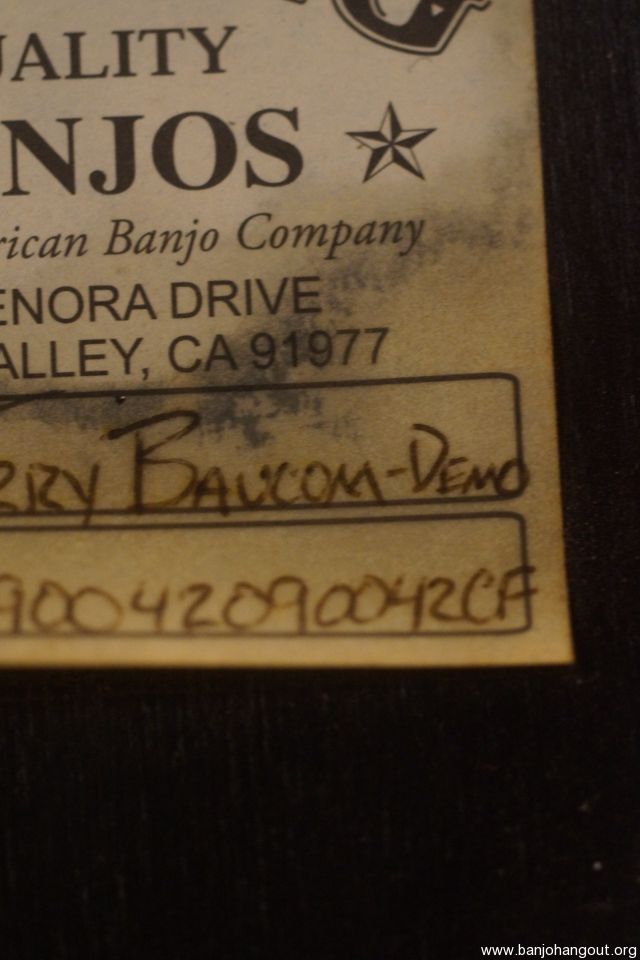 UALITY
NJOS
rican Banjo Company
ENORA DRIVE
ALLEY, CA 91977
RRY BAUCOM-DEMO
90042090042CF
www.banjohangout.org